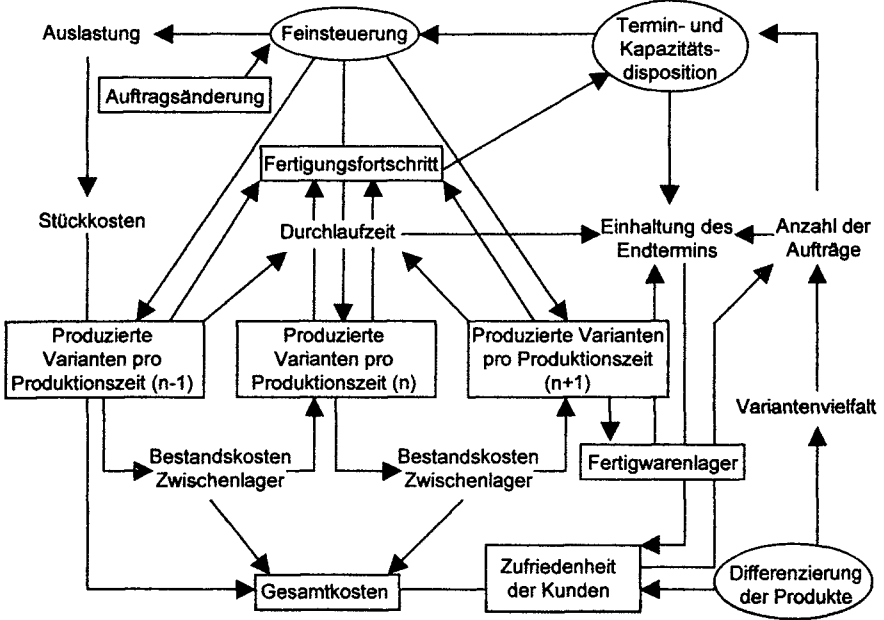 Auslastung
Feinsteuerung
Termin- und
Kapazitäts-
disposition
Auftragsänderung
Fertigungsfortschritt
Stückkosten
Durchlaufzeit
Einhaltung des
Endtermins
Anzahl der
Aufträge
Produzierte
Varianten pro
Produktionszeit (n-1)
Produzierte
Varianten pro
Produktionszeit (n)
Produzierte Varianten
pro Produktionszeit
(n+1)
Variantenvielfalt
Bestandskosten
Zwischenlager
Bestandskosten
Zwischenlager
Fertigwarenlager
Gesamtkosten
Zufriedenheit
der Kunden
Differenzierung
der Produkte